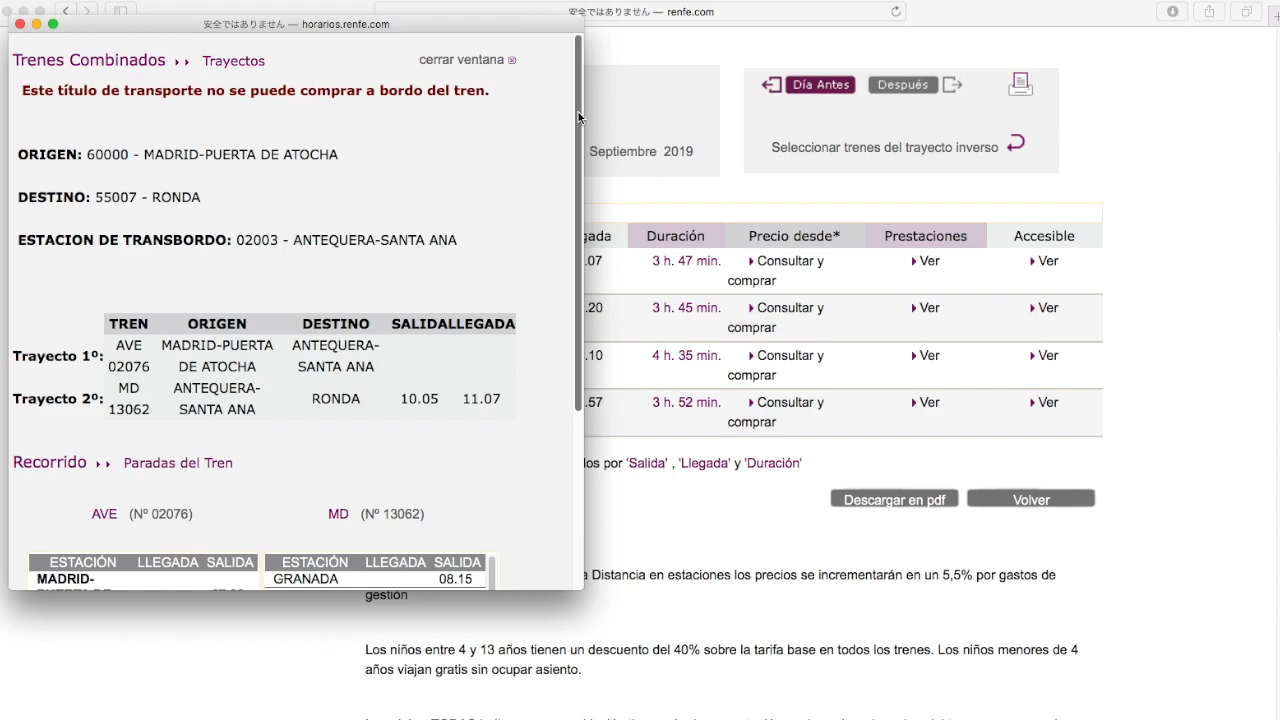 安全ではありません — renfe.com
安全ではありません — horarios.renfe.com
Trenes Combinados Trayectos
cerrar ventana
Este título de transporte no se puede comprar a bordo del tren.
ORIGEN: 60000 - MADRID-PUERTA DE ATOCHA
DESTINO: 55007 - RONDA
ESTACION DE TRANSBORDO: 02003 - ANTEQUERA-SANTA ANA
TREN ORIGEN DESTINO SALIDA LLEGADA
Trayecto 1º: AVE 02076 MADRID-PUERTA DE ATOCHA ANTEQUERA-SANTA ANA
Trayecto 2º: MD 13062 ANTEQUERA-SANTA ANA RONDA 10.05 11.07
Recorrido Paradas del Tren
AVE (Nº 02076) MD (Nº 13062)
ESTACIÓN LLEGADA SALIDA ESTACIÓN LLEGADA SALIDA
MADRID- GRANADA 08.15
Día Antes Después
Septiembre 2019
Seleccionar trenes del trayecto inverso
gada Duración Precio desde* Prestaciones Accesible
.07 3 h. 47 min. Consultar y comprar Ver Ver
.20 3 h. 45 min. Consultar y comprar Ver Ver
.10 4 h. 35 min. Consultar y comprar Ver Ver
.57 3 h. 52 min. Consultar y comprar Ver Ver
los por 'Salida' , 'Llegada' y 'Duración'
Descargar en pdf Volver
a Distancia en estaciones los precios se incrementarán en un 5,5% por gastos de
gestión
Los niños entre 4 y 13 años tienen un descuento del 40% sobre la tarifa base en todos los trenes. Los niños menores de 4
años viajan gratis sin ocupar asiento.